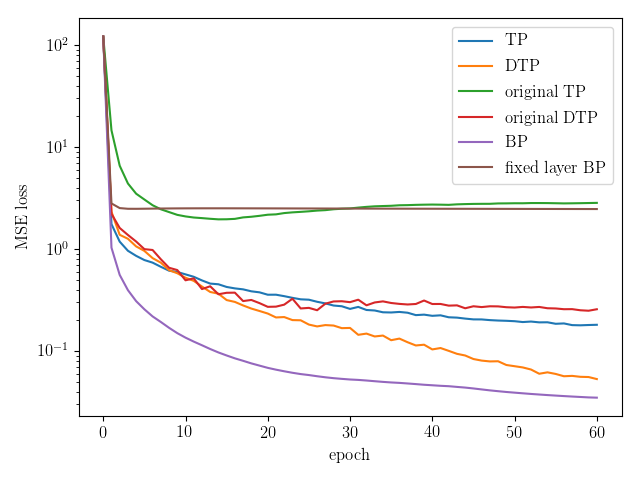 10^2
10^1
10^0
10^{-1}
MSE loss
TP
DTP
original TP
original DTP
BP
fixed layer BP
0 10 20 30 40 50 60
epoch